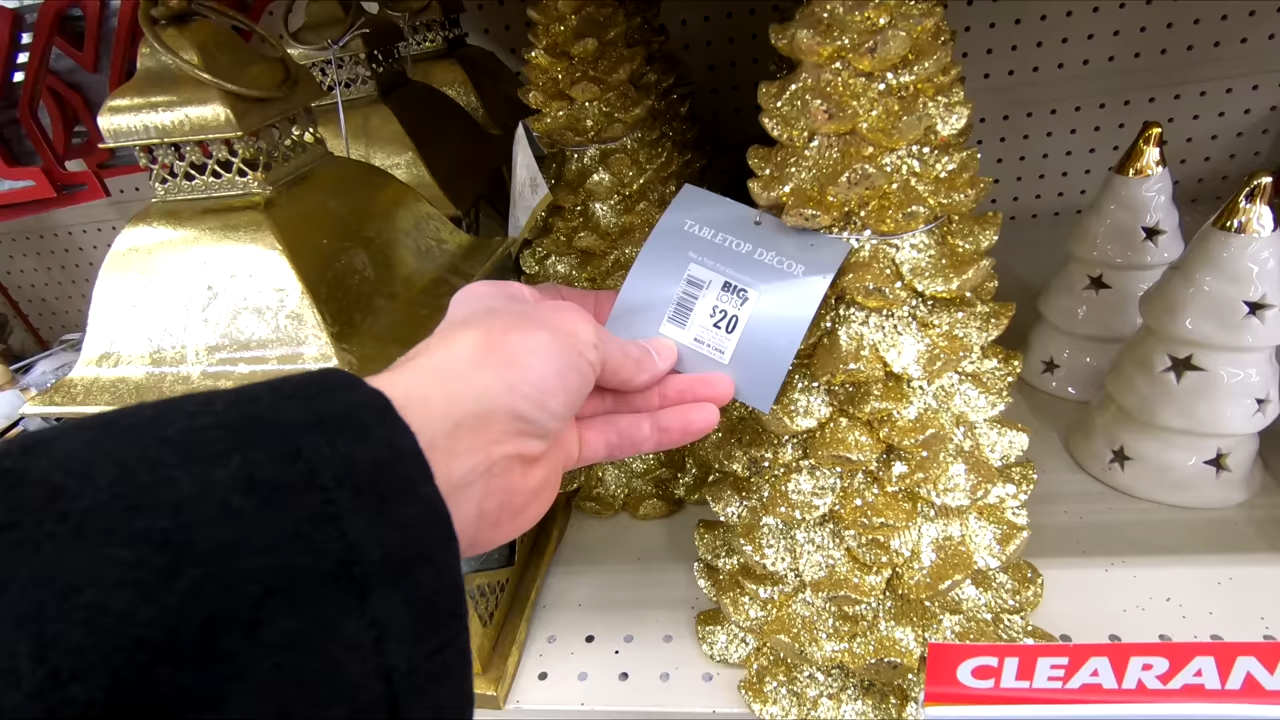 TABLETOP DÉCOR
BIG
LOTS
$20
MADE IN CHINA
CLEARAN